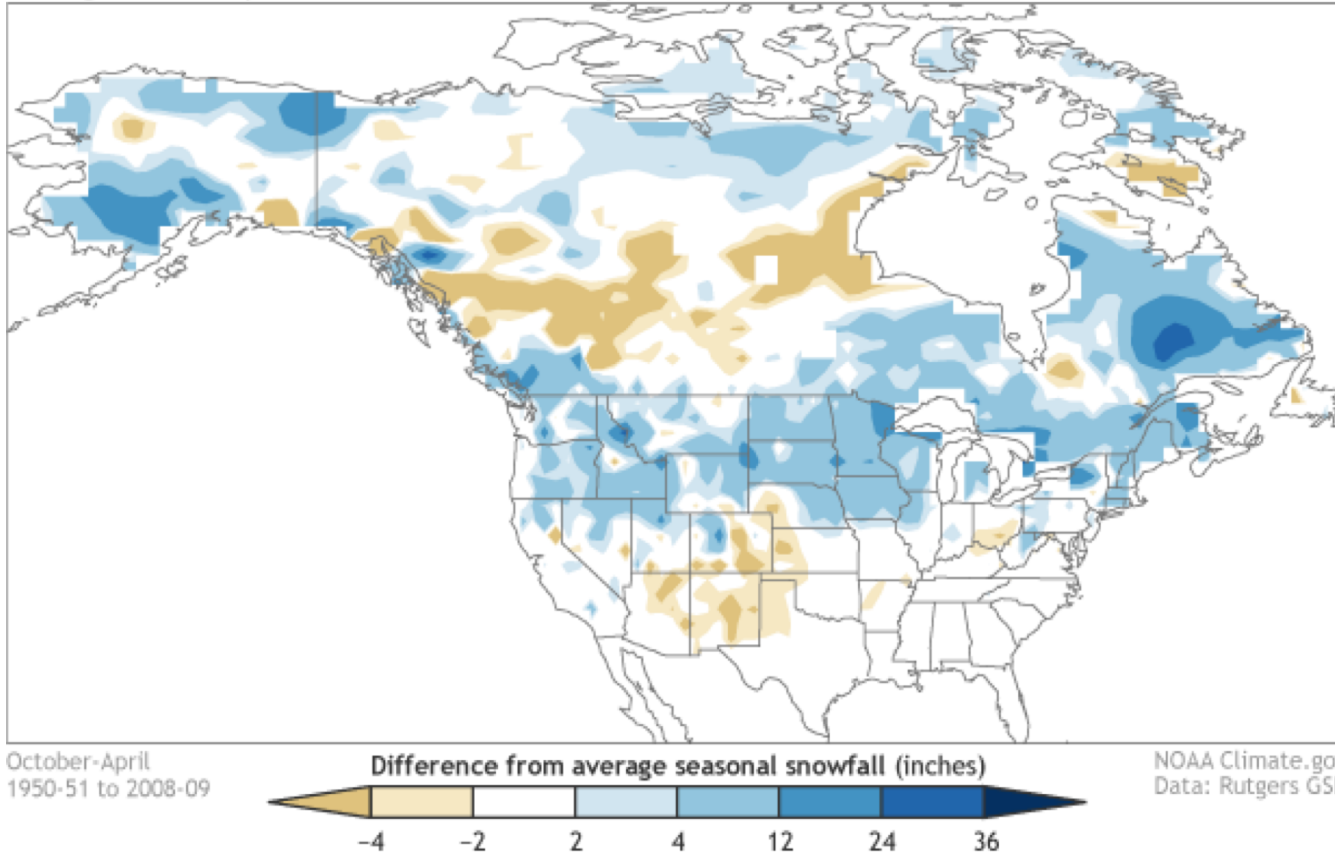 October-April
1950-51 to 2008-09
Difference from average seasonal snowfall (inches)
-4 -2 2 4 12 24 36
NOAA Climate.go
Data: Rutgers GS